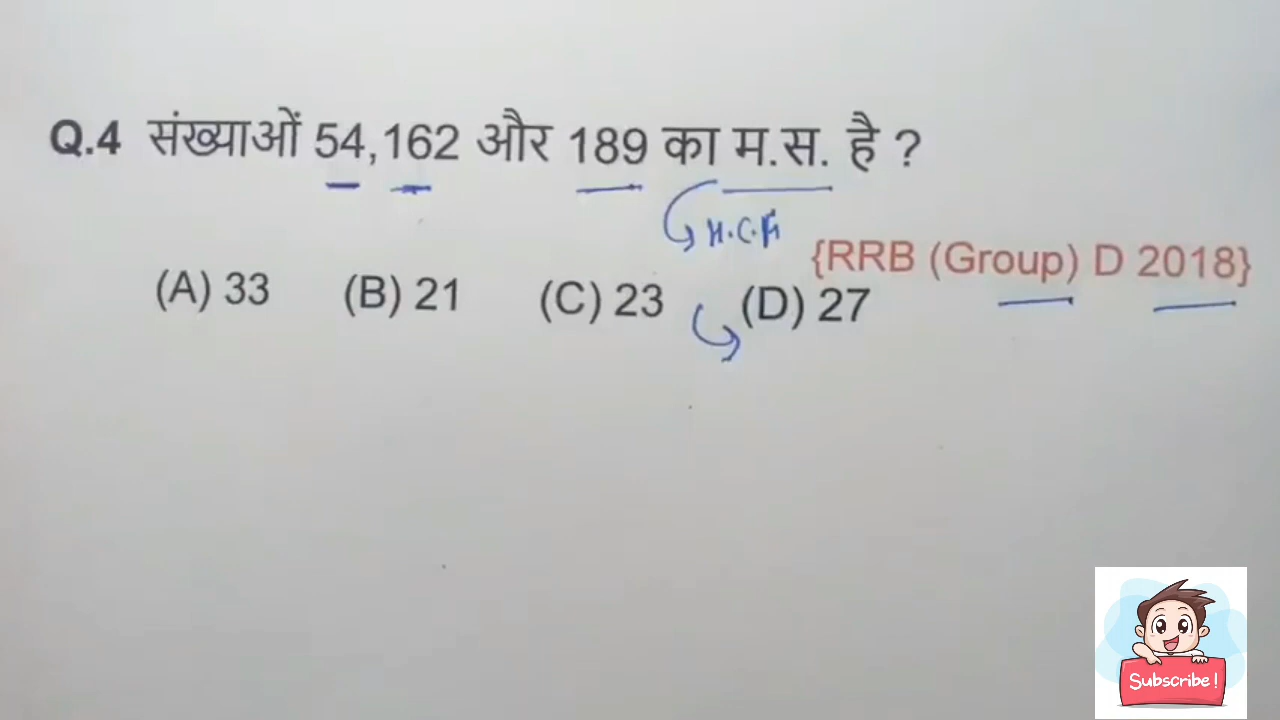 Q.4 संख्याओं 54,162 और 189 का म.स. है ?
H.C.F
{RRB (Group) D 2018}
(A) 33 (B) 21 (C) 23 (D) 27
Subscribe!